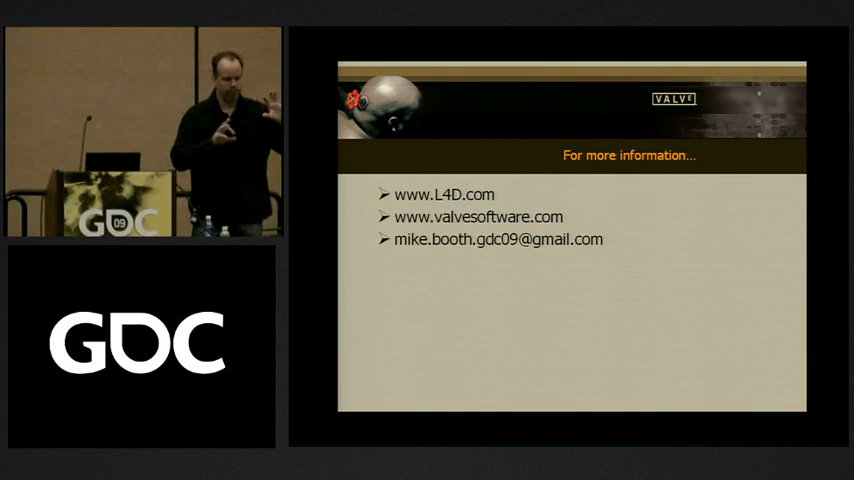 GDC 09
GDC
VALVE
For more information...
www.L4D.com
www.valvesoftware.com
mike.booth.gdc09@gmail.com